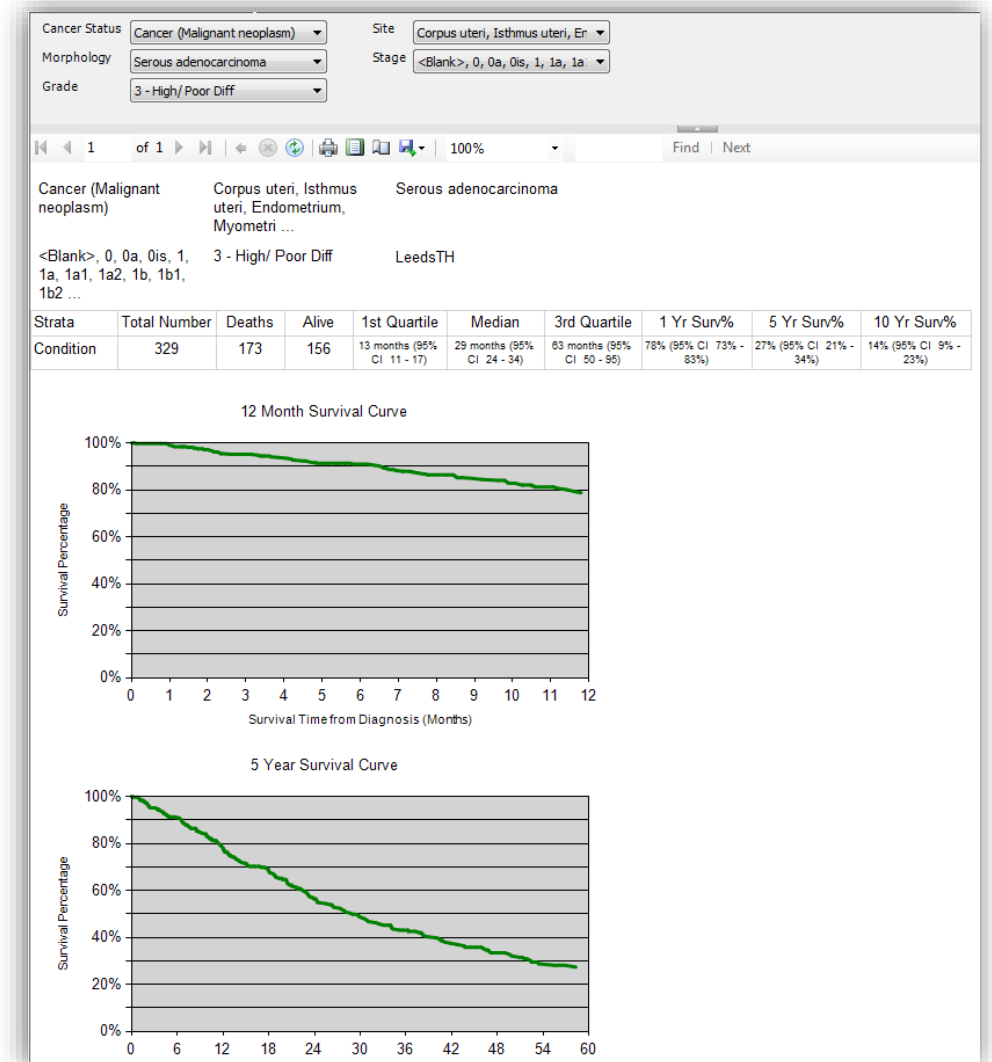 Cancer Status Cancer (Malignant neoplasm) Site Corpus uteri, Isthmus uteri, En
Morphology Serous adenocarcinoma Stage <Blank>, 0, 0a, 0is, 1, 1a, 1a
Grade 3 - High/ Poor Diff
1 of 1 100% Find | Next
Cancer (Malignant neoplasm)
Corpus uteri, Isthmus uteri, Endometrium, Myometri ...
Serous adenocarcinoma
<Blank>, 0, 0a, 0is, 1, 1a, 1a1, 1a2, 1b, 1b1, 1b2 ...
3 - High/ Poor Diff
LeedsTH
Strata Total Number Deaths Alive 1st Quartile Median 3rd Quartile 1 Yr Surv% 5 Yr Surv% 10 Yr Surv%
Condition 329 173 156 13 months (95% CI 11 - 17) 29 months (95% CI 24 - 34) 63 months (95% CI 50 - 95) 78% (95% CI 73% - 83%) 27% (95% CI 21% - 34%) 14% (95% CI 9% - 23%)
12 Month Survival Curve
Survival Percentage
100%
80%
60%
40%
20%
0%
0 1 2 3 4 5 6 7 8 9 10 11 12
Survival Time from Diagnosis (Months)
5 Year Survival Curve
Survival Percentage
100%
80%
60%
40%
20%
0%
0 6 12 18 24 30 36 42 48 54 60